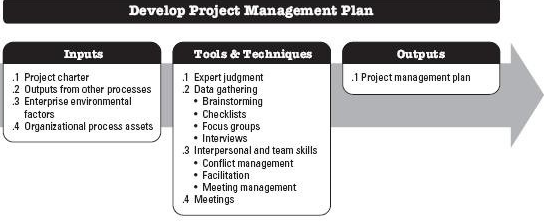 Develop Project Management Plan
Inputs
.1 Project charter
.2 Outputs from other processes
.3 Enterprise environmental
factors
.4 Organizational process assets
Tools & Techniques
.1 Expert judgment
.2 Data gathering
• Brainstorming
• Checklists
• Focus groups
• Interviews
.3 Interpersonal and team skills
• Conflict management
• Facilitation
• Meeting management
.4 Meetings
Outputs
.1 Project management plan